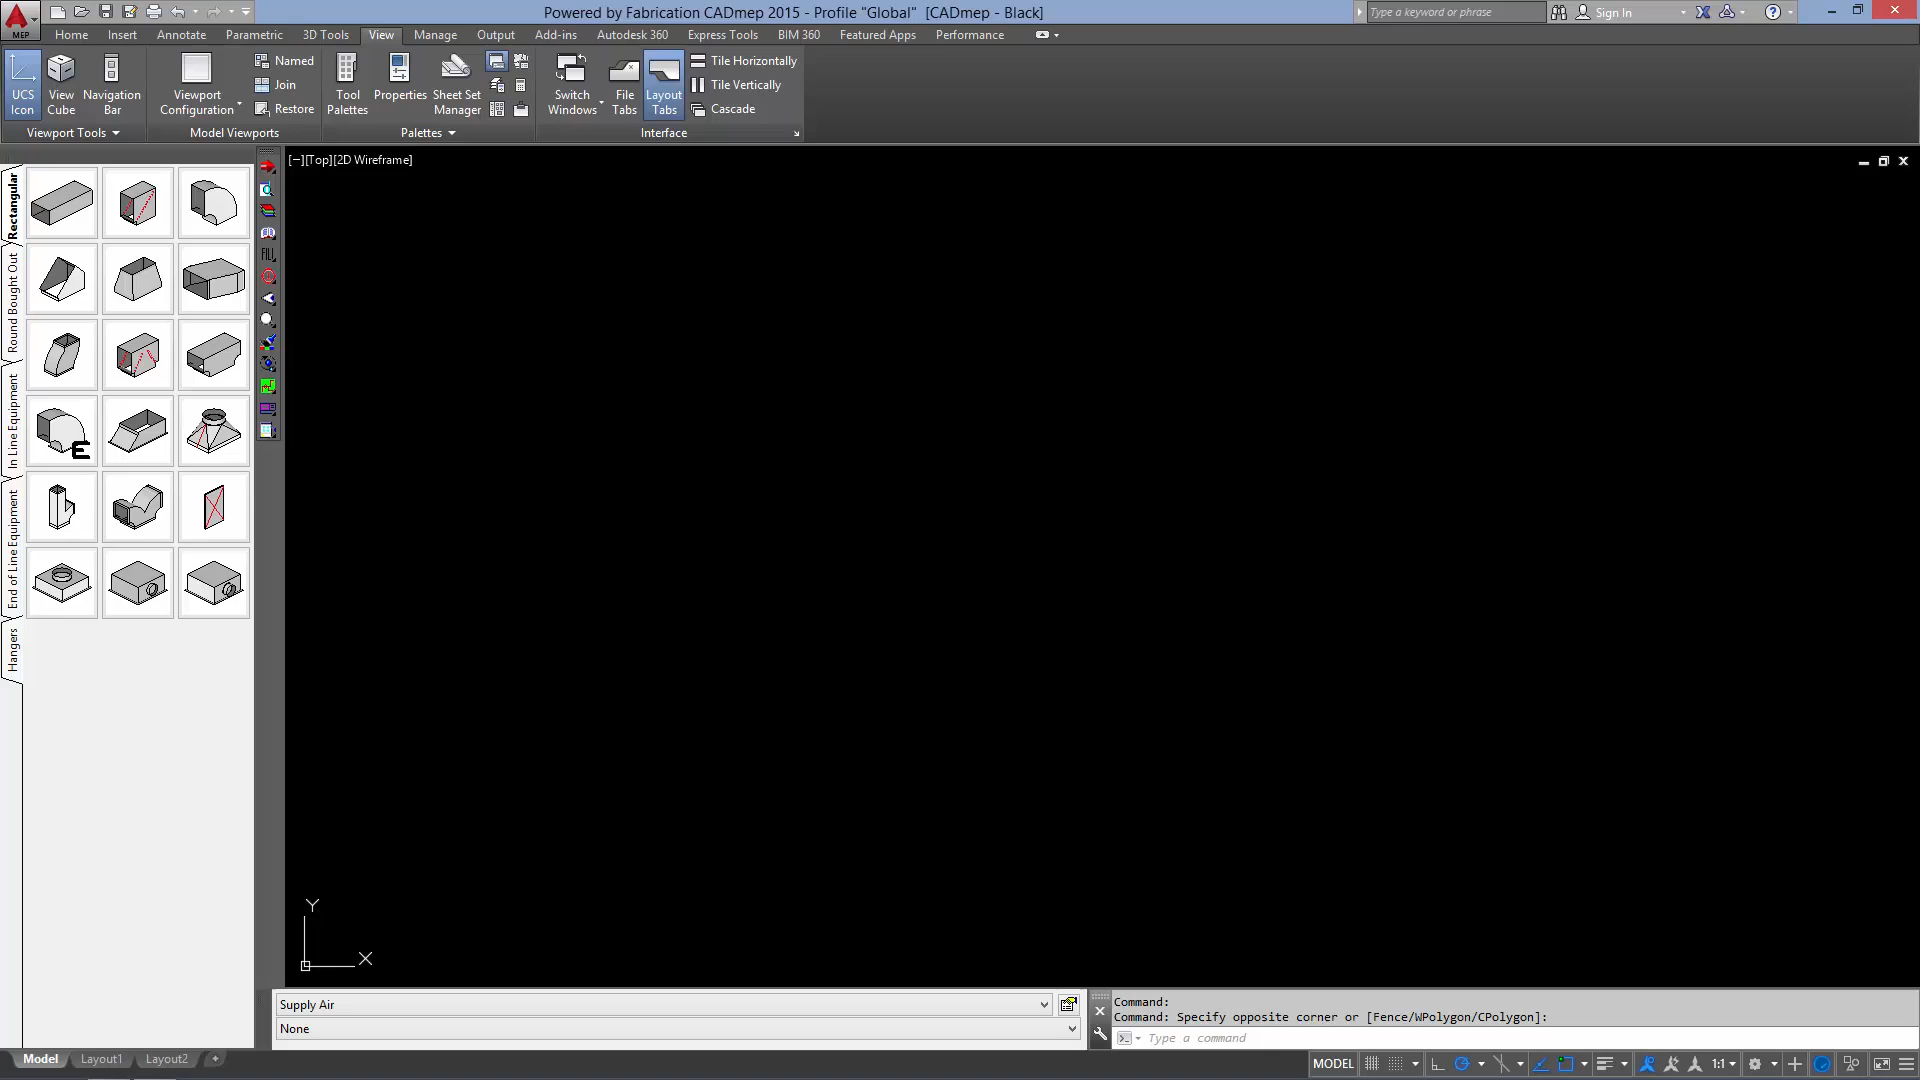 Powered by Fabrication CADmep 2015 - Profile "Global" [CADmep - Black]
Type a keyword or phrase
Sign In
MEP
Home Insert Annotate Parametric 3D Tools View Manage Output Add-ins Autodesk 360 Express Tools BIM 360 Featured Apps Performance
UCS Icon
View Cube
Navigation Bar
Viewport Configuration
Named
Join
Restore
Tool Palettes
Properties
Sheet Set Manager
Switch Windows
File Tabs
Layout Tabs
Tile Horizontally
Tile Vertically
Cascade
Viewport Tools
Model Viewports
Palettes
Interface
[−][Top][2D Wireframe]
Rectangular
Round Bought Out
In Line Equipment
End of Line Equipment
Hangers
E
FILL
Y
X
Supply Air
None
Command:
Command: Specify opposite corner or [Fence/WPolygon/CPolygon]:
Type a command
Model Layout1 Layout2
MODEL
1:1